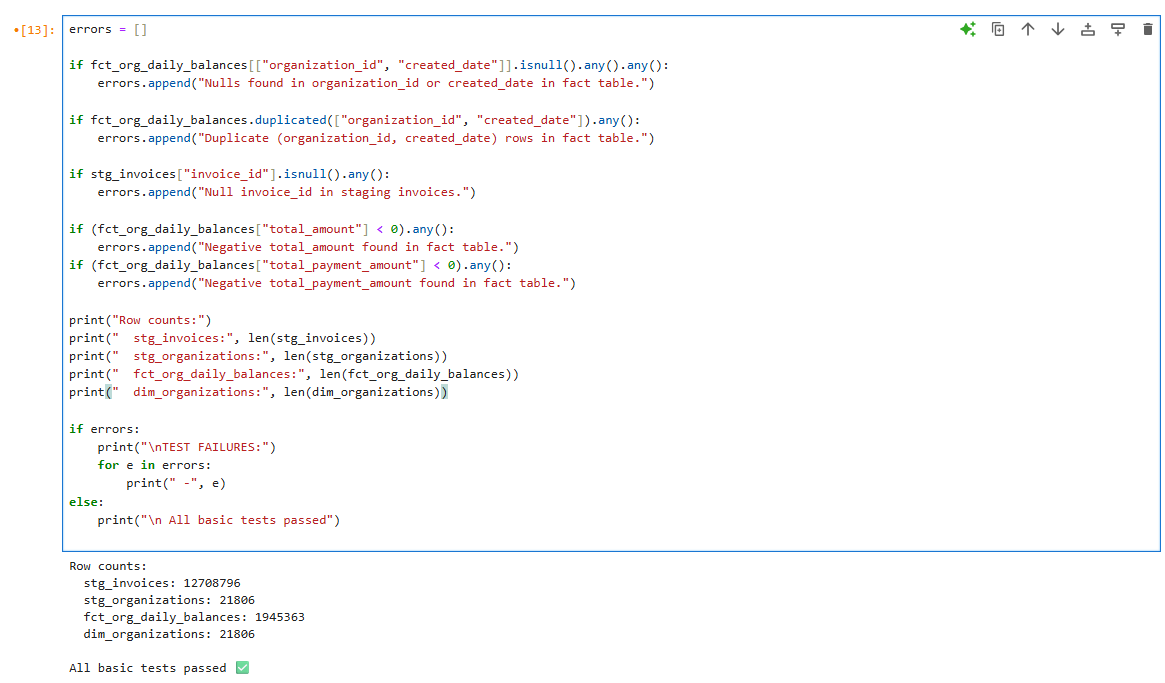 •[13]:
errors = []

if fct_org_daily_balances[["organization_id", "created_date"]].isnull().any().any():
    errors.append("Nulls found in organization_id or created_date in fact table.")

if fct_org_daily_balances.duplicated(["organization_id", "created_date"]).any():
    errors.append("Duplicate (organization_id, created_date) rows in fact table.")

if stg_invoices["invoice_id"].isnull().any():
    errors.append("Null invoice_id in staging invoices.")

if (fct_org_daily_balances["total_amount"] < 0).any():
    errors.append("Negative total_amount found in fact table.")
if (fct_org_daily_balances["total_payment_amount"] < 0).any():
    errors.append("Negative total_payment_amount found in fact table.")

print("Row counts:")
print("  stg_invoices:", len(stg_invoices))
print("  stg_organizations:", len(stg_organizations))
print("  fct_org_daily_balances:", len(fct_org_daily_balances))
print("  dim_organizations:", len(dim_organizations))

if errors:
    print("\nTEST FAILURES:")
    for e in errors:
        print(" -", e)
else:
    print("\n All basic tests passed")

Row counts:
  stg_invoices: 12708796
  stg_organizations: 21806
  fct_org_daily_balances: 1945363
  dim_organizations: 21806

All basic tests passed ✅